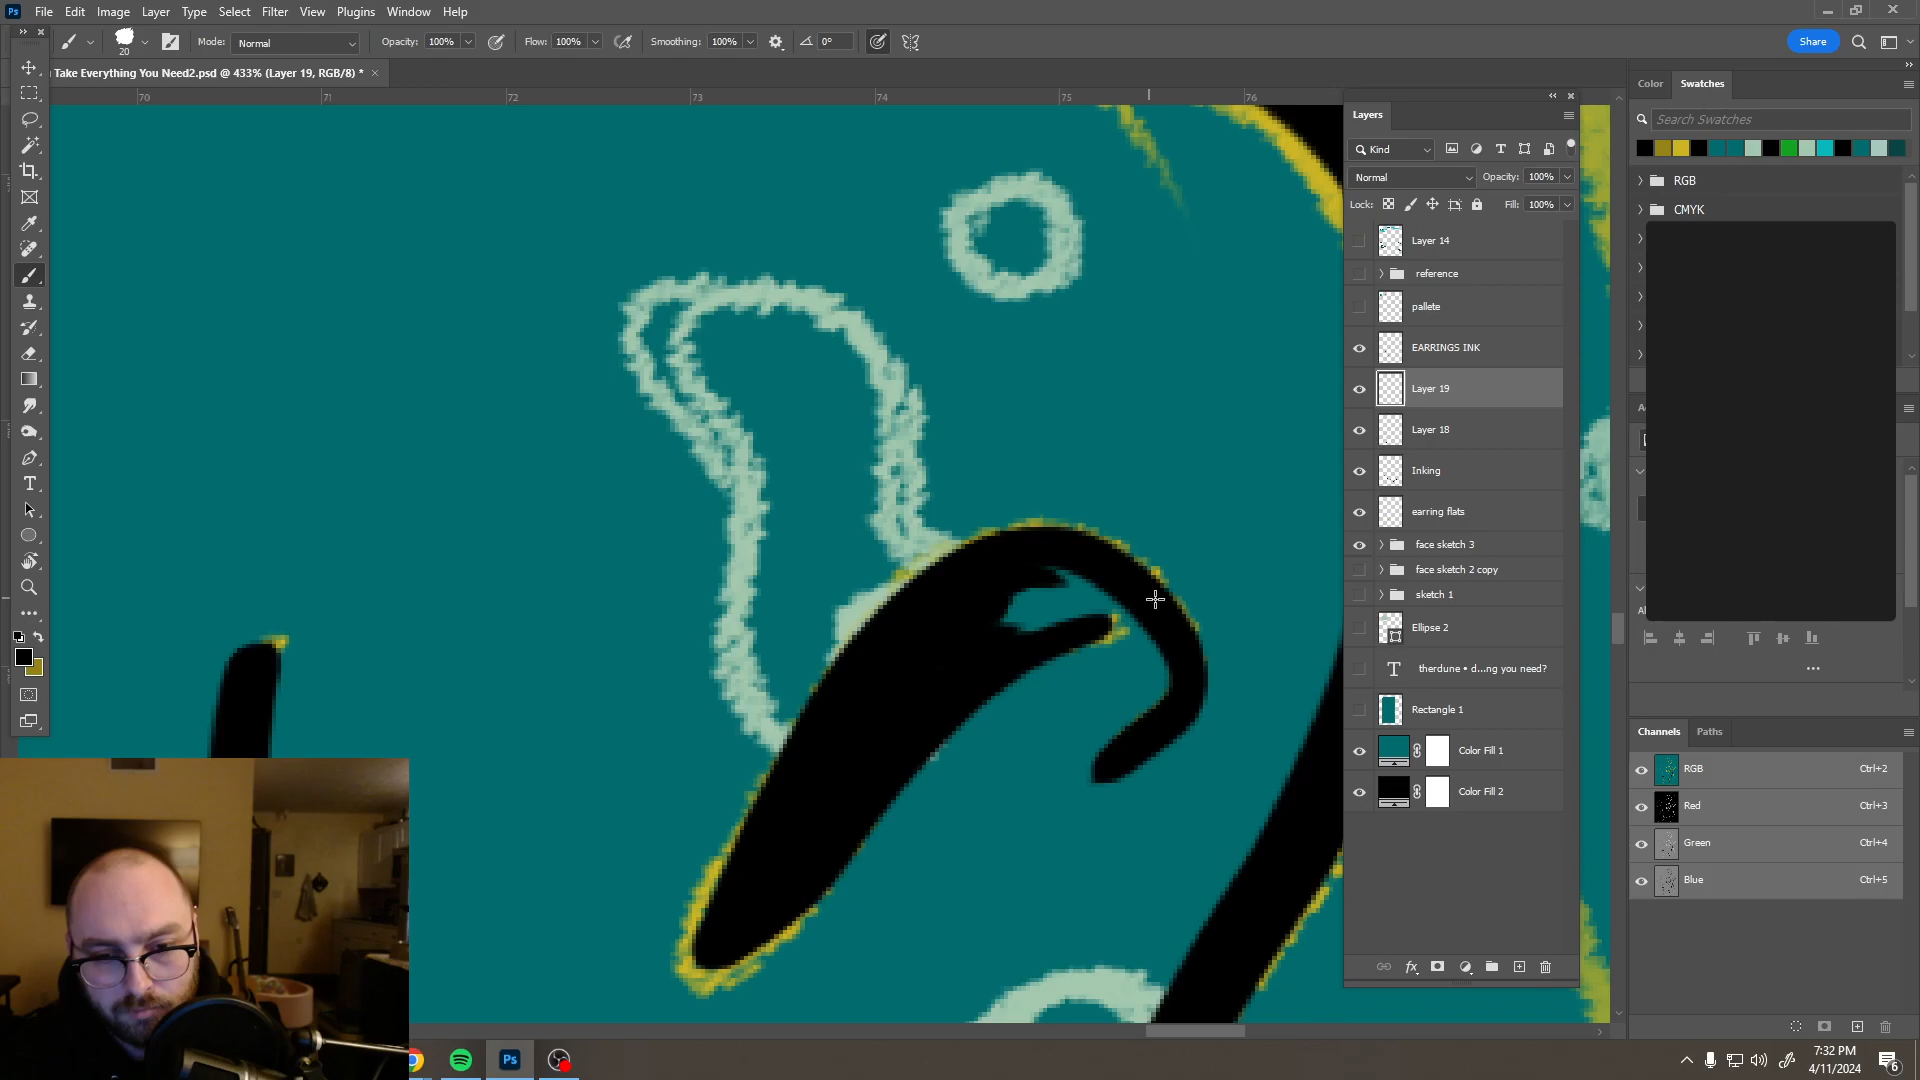 Ps File Edit Image Layer Type Select Filter View Plugins Window Help
20 Mode: Normal Opacity: 100% Flow: 100% Smoothing: 100% 0° Share
Take Everything You Need2.psd @ 433% (Layer 19, RGB/8) *
70 71 72 73 74 75 76
Layers
Kind
Normal Opacity: 100%
Lock: Fill: 100%
Layer 14
reference
pallete
EARRINGS INK
Layer 19
Layer 18
Inking
earring flats
face sketch 3
face sketch 2 copy
sketch 1
Ellipse 2
T therdune • d...ng you need?
Rectangle 1
Color Fill 1
Color Fill 2
fx
Color Swatches
Search Swatches
RGB
CMYK
Channels Paths
RGB Ctrl+2
Red Ctrl+3
Green Ctrl+4
Blue Ctrl+5
Ps
7:32 PM
4/11/2024
6